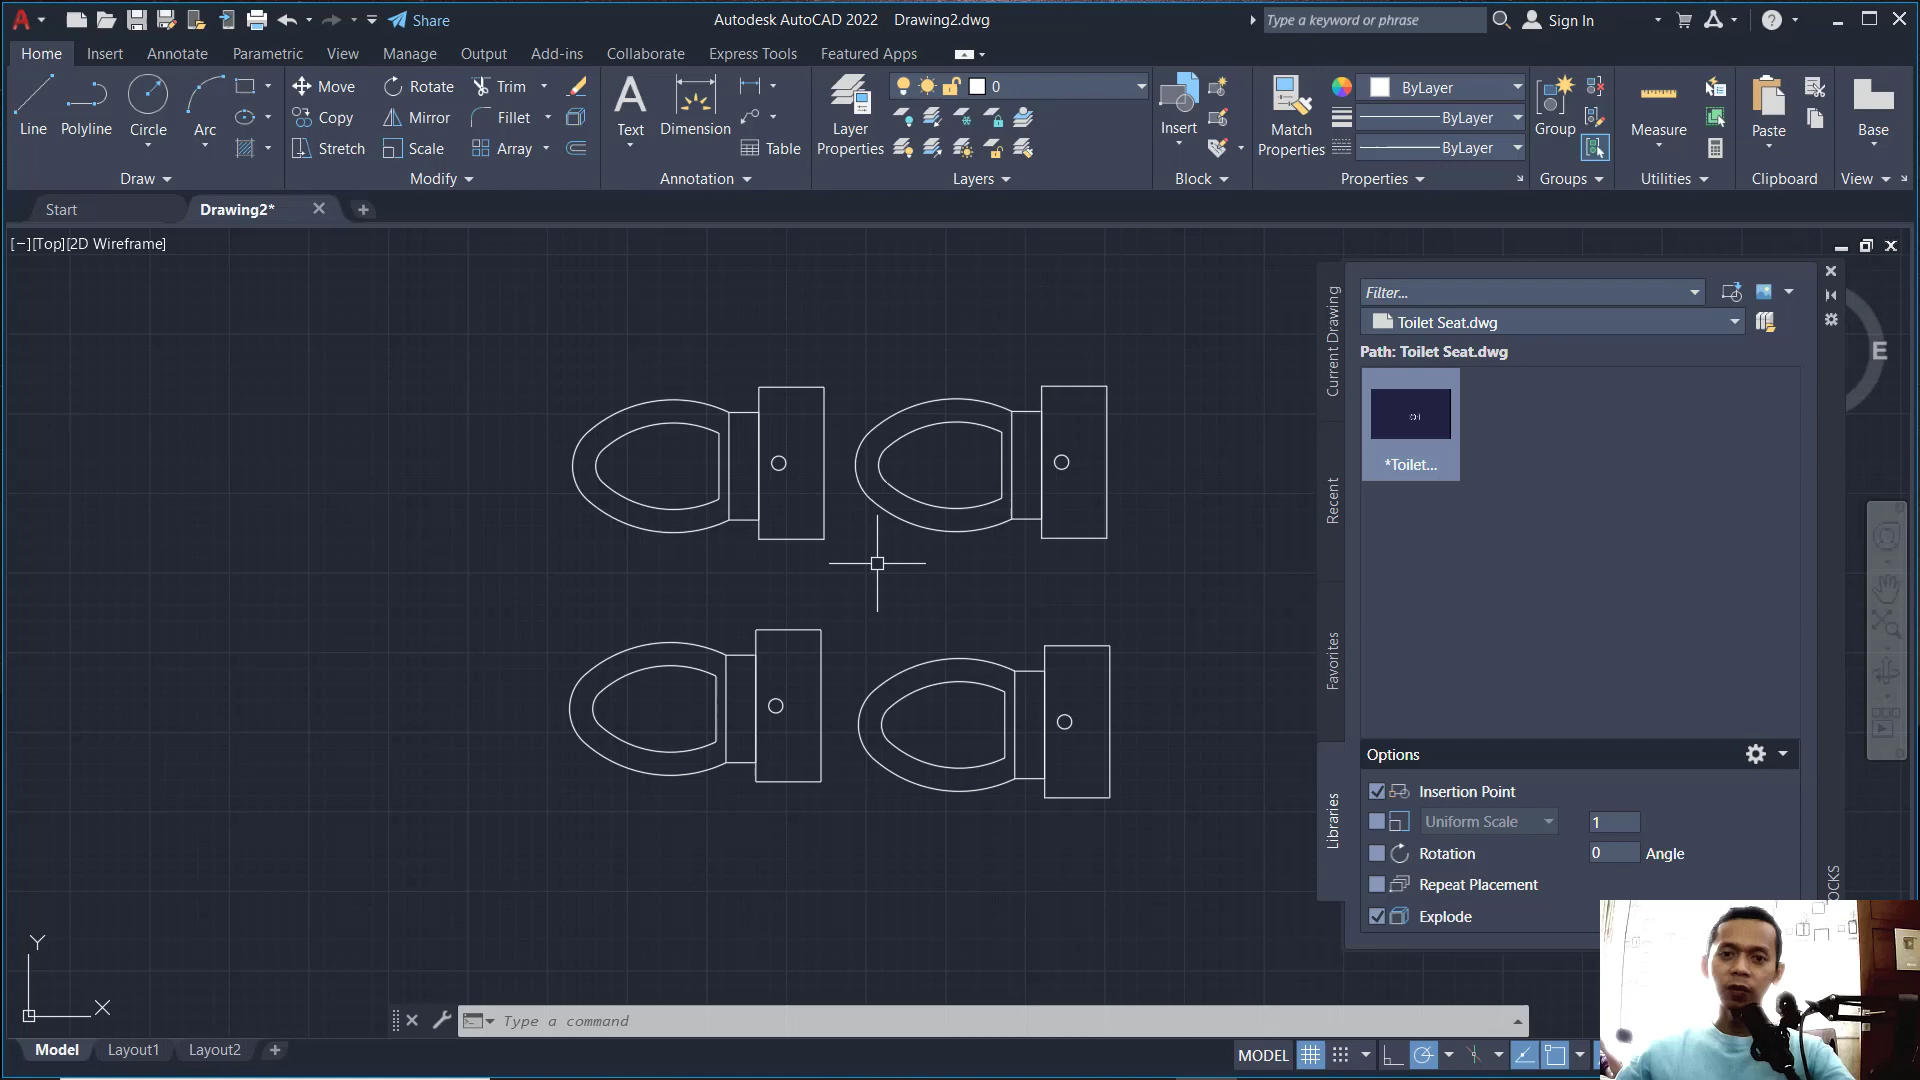 A Share Autodesk AutoCAD 2022 Drawing2.dwg Type a keyword or phrase Sign In
Home Insert Annotate Parametric View Manage Output Add-ins Collaborate Express Tools Featured Apps
Line Polyline Circle Arc
Move Rotate Trim
Copy Mirror Fillet
Stretch Scale Array
Text Dimension Table
Layer Properties
0
Insert
Match Properties
ByLayer
ByLayer
ByLayer
Group
Measure
Paste
Base
Draw Modify Annotation Layers Block Properties Groups Utilities Clipboard View
Start Drawing2*
[−][Top][2D Wireframe]
Current Drawing
Recent
Favorites
Libraries
Filter...
Toilet Seat.dwg
Path: Toilet Seat.dwg
*Toilet...
E
Options
Insertion Point
Uniform Scale 1
Rotation 0 Angle
Repeat Placement
Explode
OCKS
Y
X
Type a command
Model Layout1 Layout2
MODEL